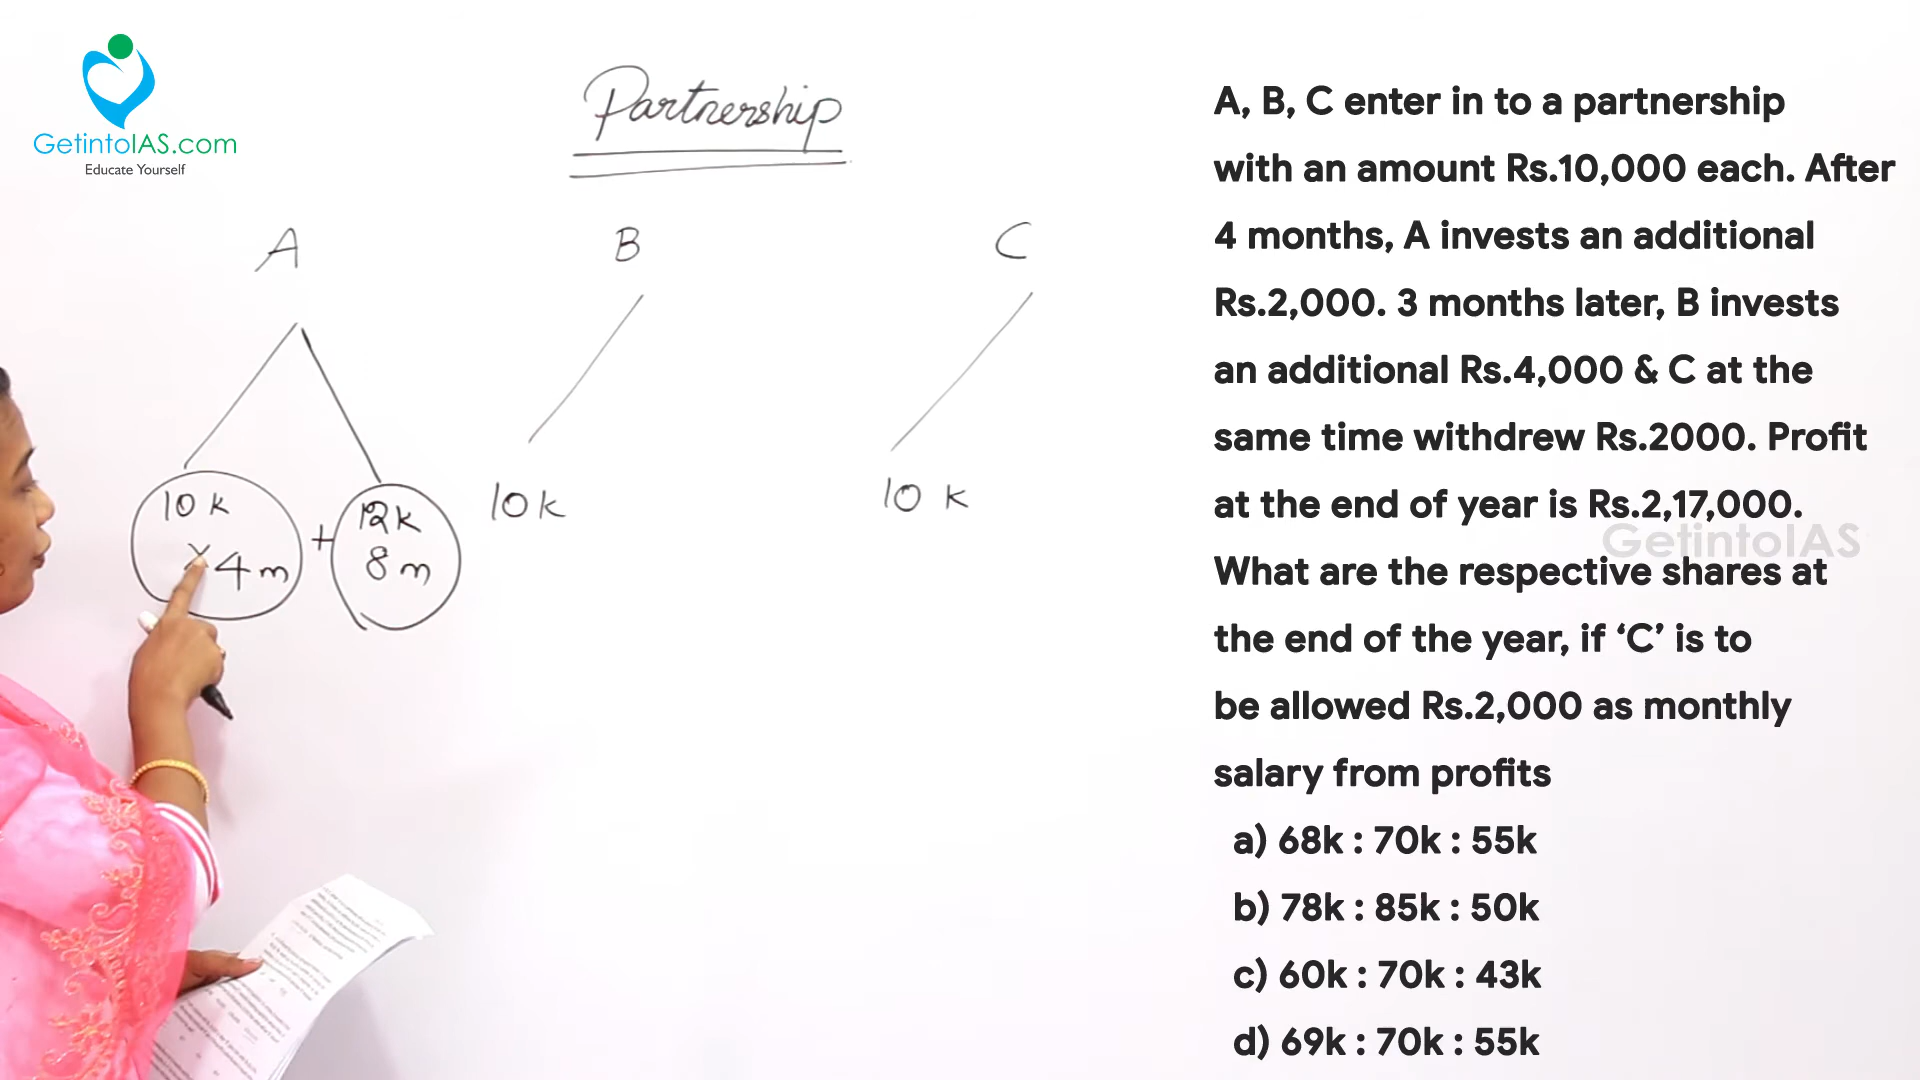 GetintoIAS.com
Educate Yourself
Partnership
A
B
C
10 k
×4 m
+
12k
8 m
10k
10 k
A, B, C enter in to a partnership
with an amount Rs.10,000 each. After
4 months, A invests an additional
Rs.2,000. 3 months later, B invests
an additional Rs.4,000 & C at the
same time withdrew Rs.2000. Profit
at the end of year is Rs.2,17,000.
GetintoIAS
What are the respective shares at
the end of the year, if ‘C’ is to
be allowed Rs.2,000 as monthly
salary from profits
a) 68k : 70k : 55k
b) 78k : 85k : 50k
c) 60k : 70k : 43k
d) 69k : 70k : 55k